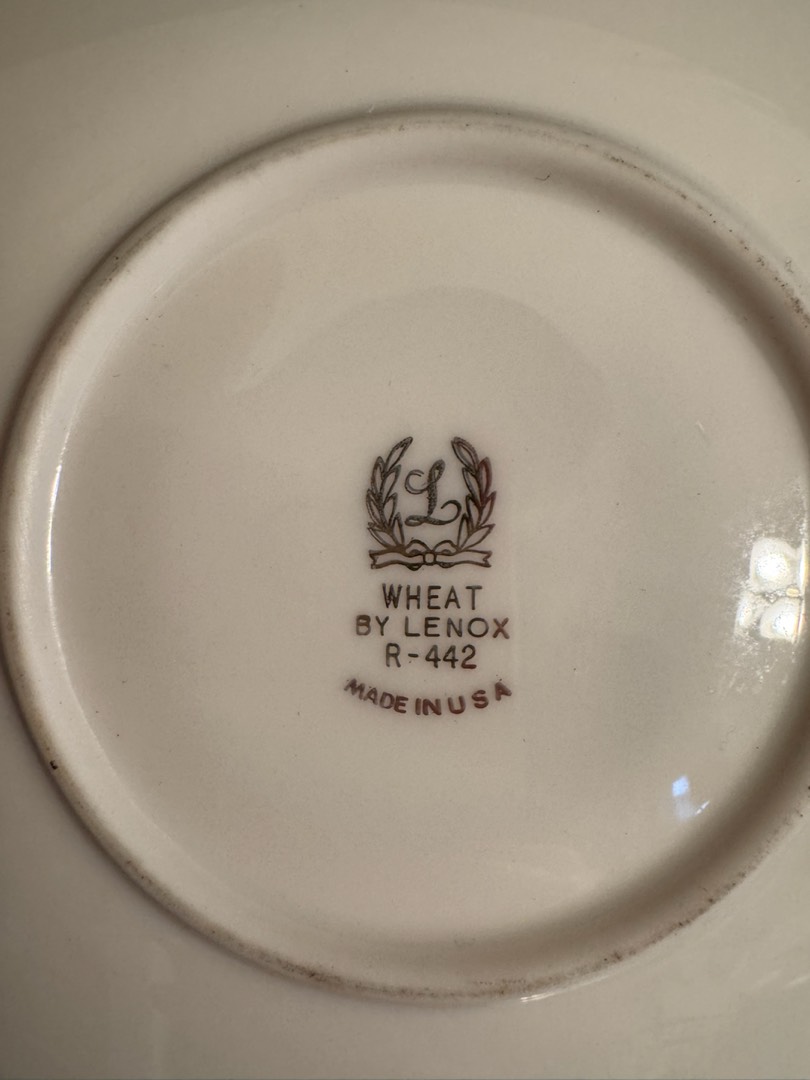 L
WHEAT
BY LENOX
R-442
MADE IN USA